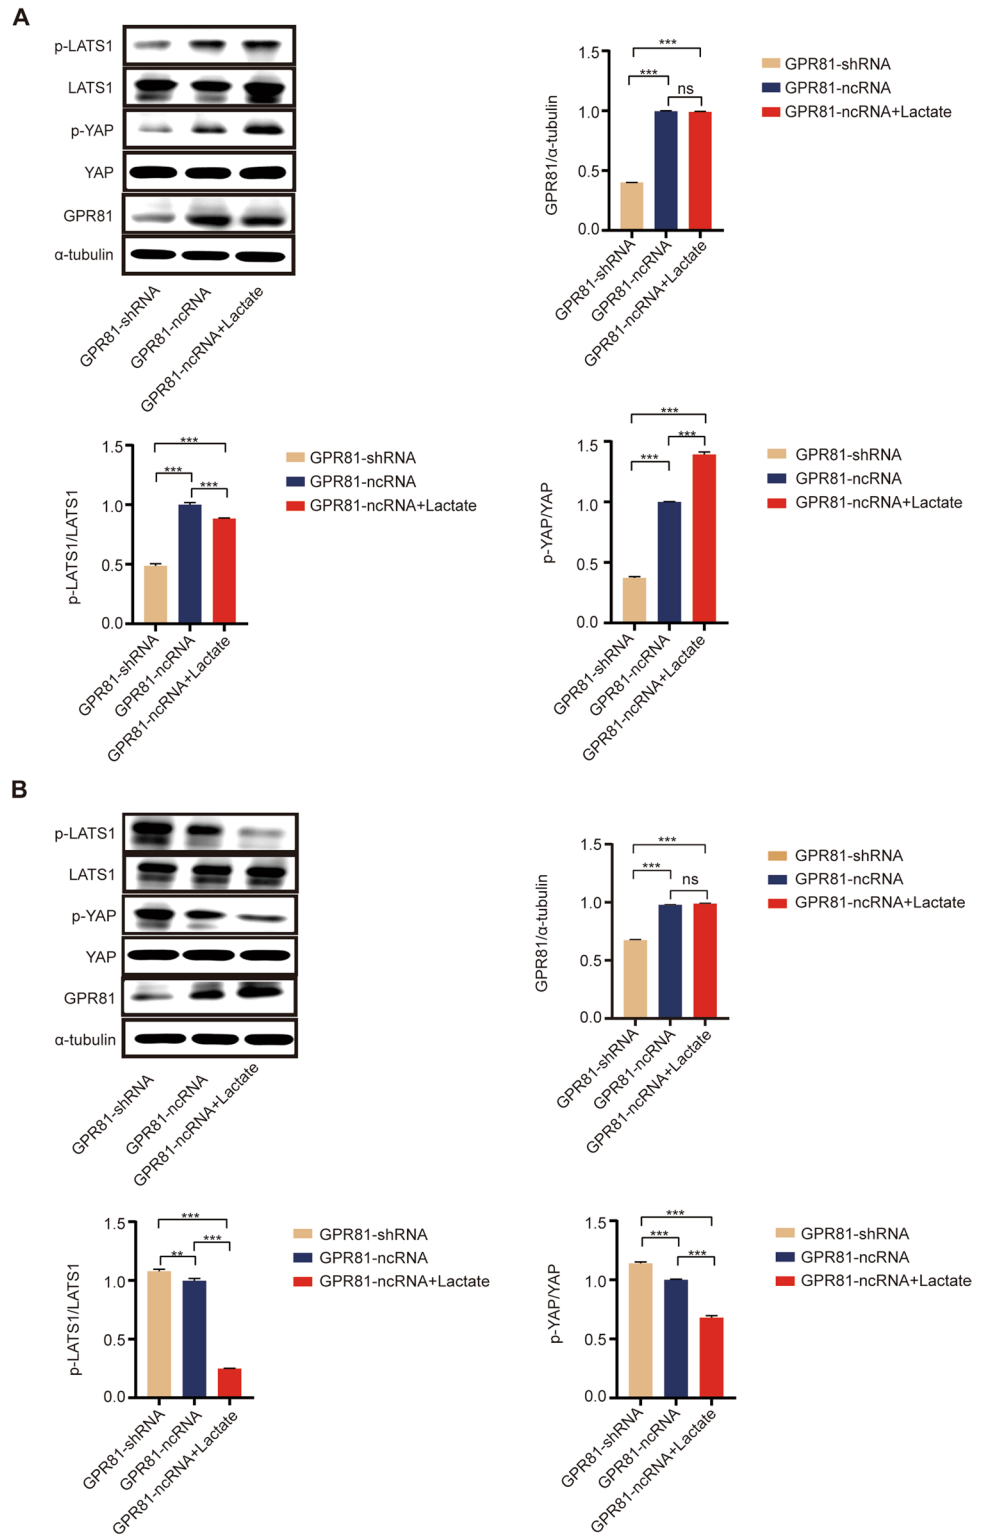 A
p-LATS1
LATS1
p-YAP
YAP
GPR81
α-tubulin
GPR81-shRNA
GPR81-ncRNA
GPR81-ncRNA+Lactate
GPR81/α-tubulin
1.5
1.0
0.5
0.0
***
***
ns
GPR81-shRNA
GPR81-ncRNA
GPR81-ncRNA+Lactate
GPR81-shRNA
GPR81-ncRNA
GPR81-ncRNA+Lactate
p-LATS1/LATS1
1.5
1.0
0.5
0.0
***
***
***
GPR81-shRNA
GPR81-ncRNA
GPR81-ncRNA+Lactate
GPR81-shRNA
GPR81-ncRNA
GPR81-ncRNA+Lactate
p-YAP/YAP
1.5
1.0
0.5
0.0
***
***
***
GPR81-shRNA
GPR81-ncRNA
GPR81-ncRNA+Lactate
GPR81-shRNA
GPR81-ncRNA
GPR81-ncRNA+Lactate
B
p-LATS1
LATS1
p-YAP
YAP
GPR81
α-tubulin
GPR81-shRNA
GPR81-ncRNA
GPR81-ncRNA+Lactate
GPR81/α-tubulin
1.5
1.0
0.5
0.0
***
***
ns
GPR81-shRNA
GPR81-ncRNA
GPR81-ncRNA+Lactate
GPR81-shRNA
GPR81-ncRNA
GPR81-ncRNA+Lactate
p-LATS1/LATS1
1.5
1.0
0.5
0.0
***
***
**
GPR81-shRNA
GPR81-ncRNA
GPR81-ncRNA+Lactate
GPR81-shRNA
GPR81-ncRNA
GPR81-ncRNA+Lactate
p-YAP/YAP
1.5
1.0
0.5
0.0
***
***
***
GPR81-shRNA
GPR81-ncRNA
GPR81-ncRNA+Lactate
GPR81-shRNA
GPR81-ncRNA
GPR81-ncRNA+Lactate